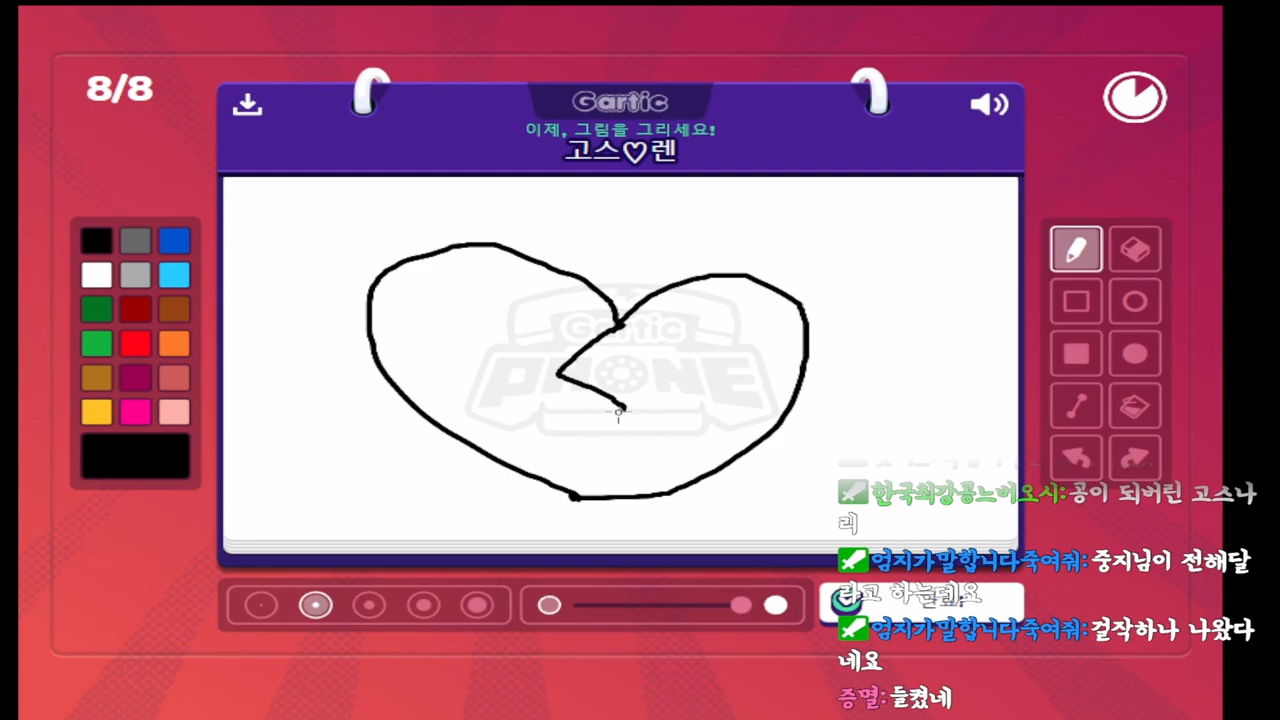 8/8
Gartic
이제, 그림을 그리세요!
고스♡렌
Gartic
PHONE
한국최강콩느버오시:공이 되버린 고스나
리
엄지가말합니다죽여줘:중지님이 전해달
라고 하는데요
엄지가말합니다죽여줘:걸작하나 나왔다
네요
증멸:들켰네